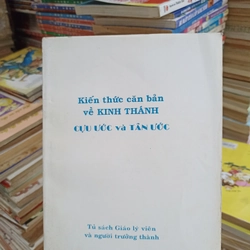 Kiến thức căn bản
về KINH THÁNH
CỰU ƯỚC và TÂN ƯỚC
Tủ sách Giáo lý viên
và người trưởng thành